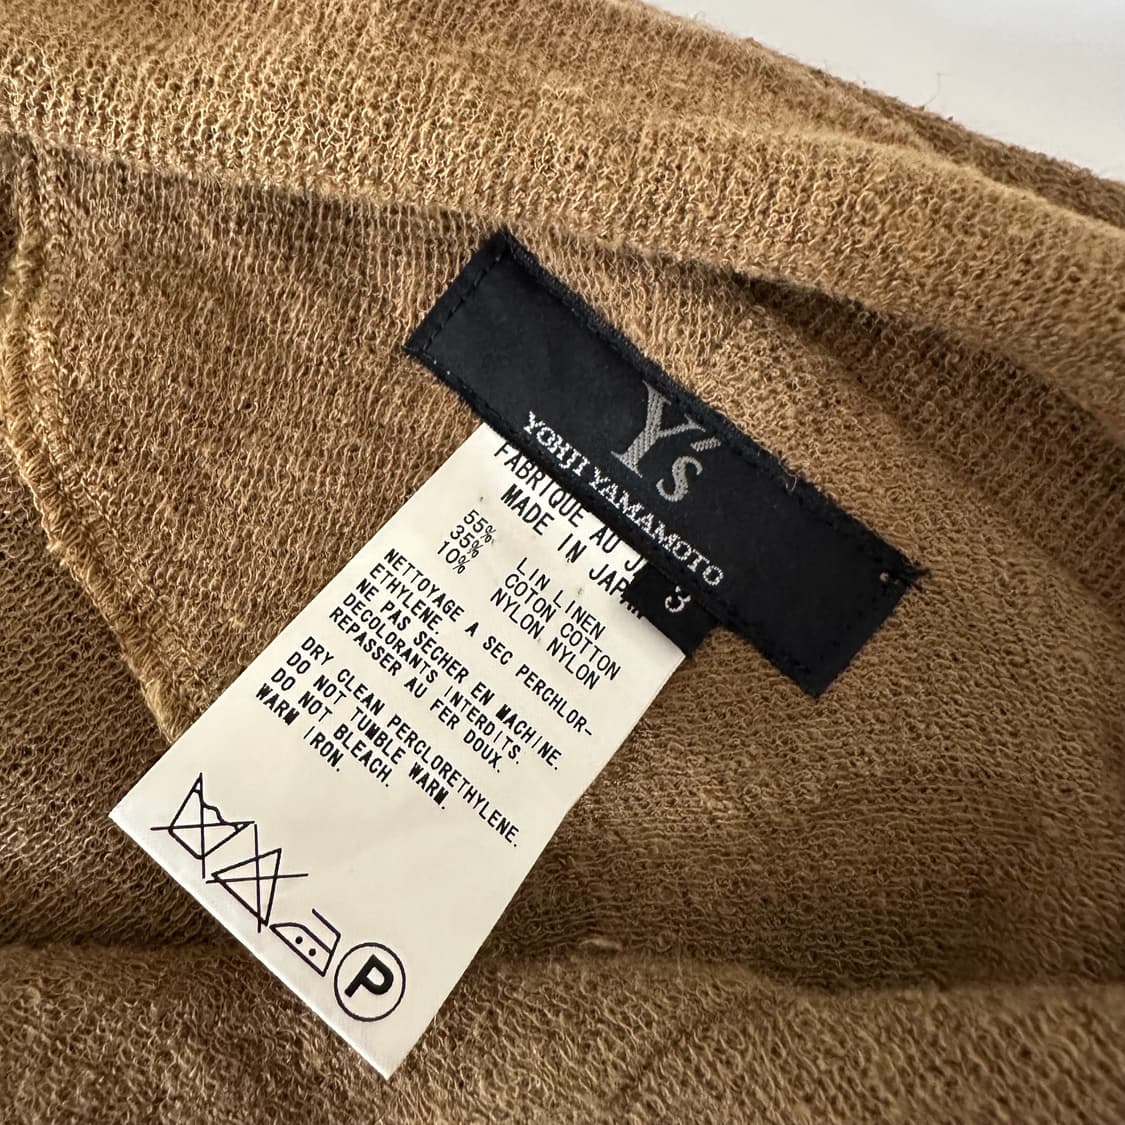 Y's
YOHJI YAMAMOTO
3
FABRIQUE AU
MADE IN JAPAN
55% LIN LINEN
35% COTON COTTON
10% NYLON NYLON
NETTOYAGE A SEC PERCHLOR-
ETHYLENE.
NE PAS SECHER EN MACHINE.
DECOLORANTS INTERDITS.
REPASSER AU FER DOUX.
DRY CLEAN PERCLORETHYLENE.
DO NOT TUMBLE WARM.
DO NOT BLEACH.
WARM IRON.
P